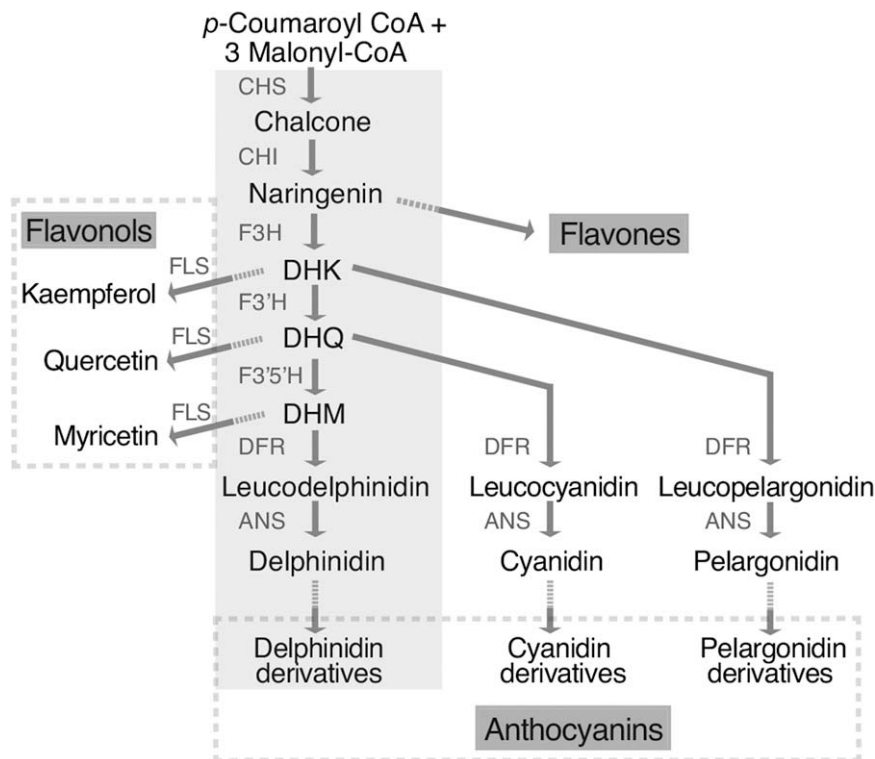 p-Coumaroyl CoA +
3 Malonyl-CoA
CHS
Chalcone
CHI
Naringenin
Flavonols
F3H
Flavones
FLS
DHK
Kaempferol
F3’H
FLS
DHQ
Quercetin
F3’5’H
FLS
DHM
Myricetin
DFR
DFR
DFR
Leucodelphinidin
Leucocyanidin
Leucopelargonidin
ANS
ANS
ANS
Delphinidin
Cyanidin
Pelargonidin
Delphinidin
derivatives
Cyanidin
derivatives
Pelargonidin
derivatives
Anthocyanins